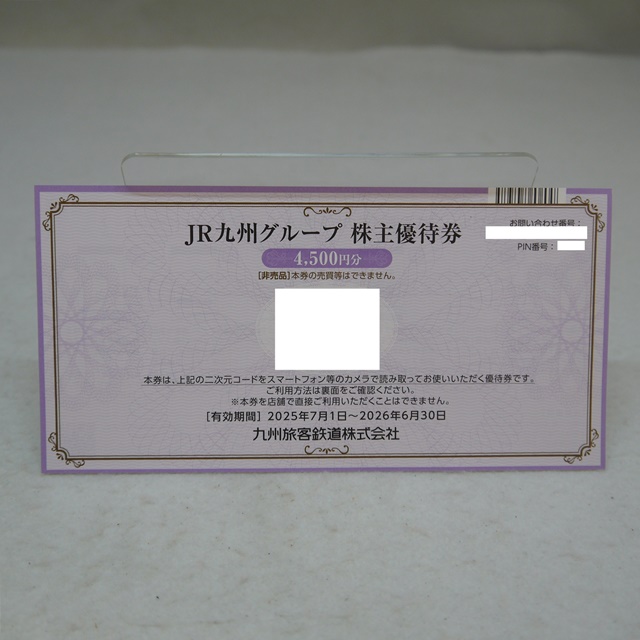 お問い合わせ番号：
JR九州グループ 株主優待券
PIN番号：
4,500円分
［非売品］本券の売買等はできません。
本券は、上記の二次元コードをスマートフォン等のカメラで読み取ってお使いいただく優待券です。
ご利用方法は裏面をご確認ください。
※本券を店舗で直接ご利用いただくことはできません。
［有効期間］2025年7月1日～2026年6月30日
九州旅客鉄道株式会社